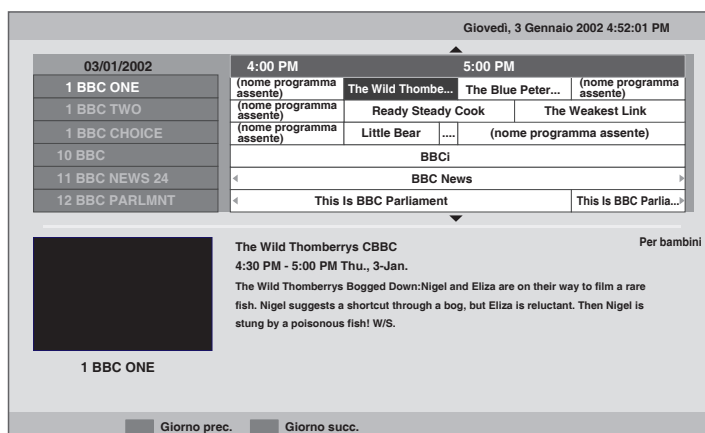 Giovedì, 3 Gennaio 2002 4:52:01 PM
03/01/2002 4:00 PM 5:00 PM
1 BBC ONE (nome programma assente) The Wild Thombe... The Blue Peter... (nome programma assente)
1 BBC TWO (nome programma assente) Ready Steady Cook The Weakest Link
1 BBC CHOICE (nome programma assente) Little Bear .... (nome programma assente)
10 BBC BBCi
11 BBC NEWS 24 BBC News
12 BBC PARLMNT This Is BBC Parliament This Is BBC Parlia...
The Wild Thomberrys CBBC Per bambini
4:30 PM - 5:00 PM Thu., 3-Jan.
The Wild Thomberrys Bogged Down:Nigel and Eliza are on their way to film a rare
fish. Nigel suggests a shortcut through a bog, but Eliza is reluctant. Then Nigel is
stung by a poisonous fish! W/S.
1 BBC ONE
Giorno prec. Giorno succ.